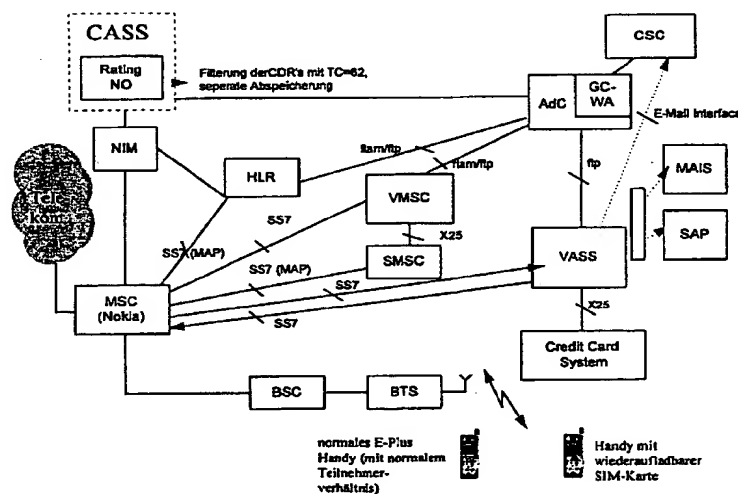 CASS
Rating
NO
Filterung derCDR's mit TC=62,
seperate Abspeicherung
CSC
AdC
GC-
WA
E-Mail Interface
NIM
HLR
flam/ftp
flam/ftp
ftp
MAIS
Tele-
kom
VMSC
SS7
X25
SAP
SS7 (MAP)
SS7 (MAP)
SMSC
VASS
MSC
(Nokia)
SS7
SS7
X25
Credit Card
System
BSC
BTS
normales E-Plus
Handy (mit normalem
Teilnehmer-
verhältnis)
Handy mit
wiederaufladbarer
SIM-Karte